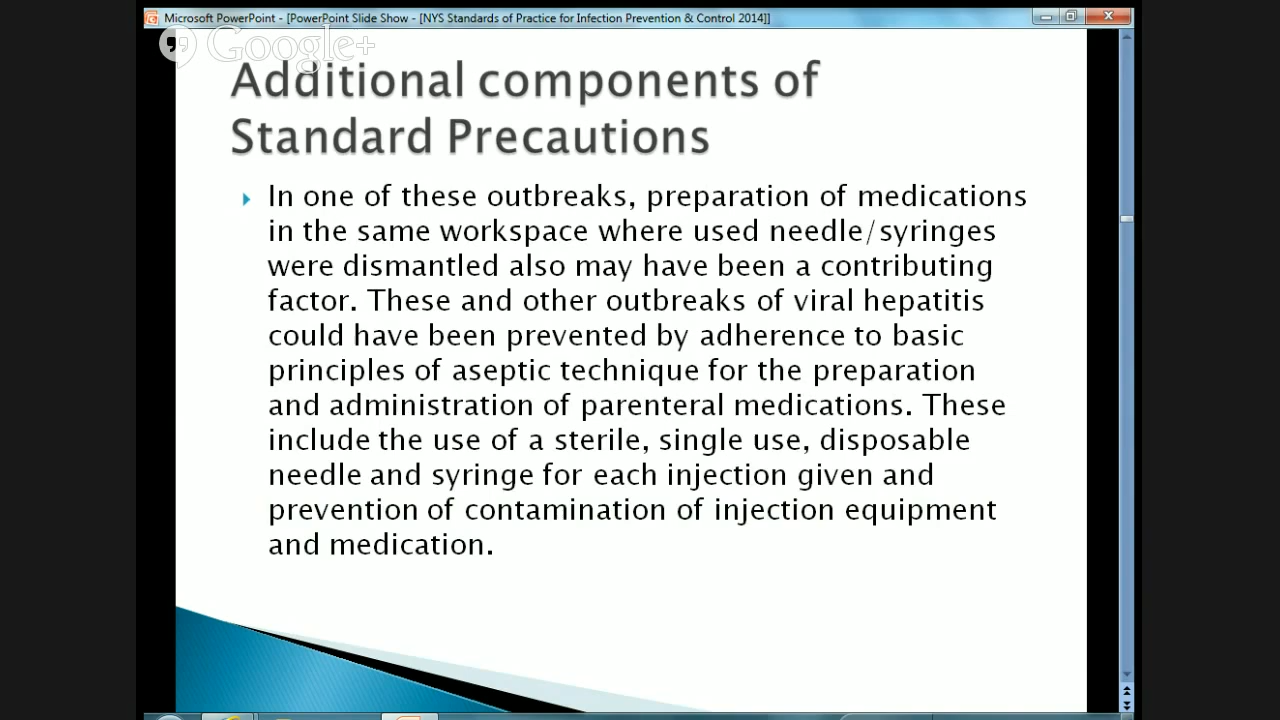 Microsoft PowerPoint - [PowerPoint Slide Show - [NYS Standards of Practice for Infection Prevention & Control 2014]]
Google+
Additional components of
Standard Precautions
In one of these outbreaks, preparation of medications
in the same workspace where used needle/syringes
were dismantled also may have been a contributing
factor. These and other outbreaks of viral hepatitis
could have been prevented by adherence to basic
principles of aseptic technique for the preparation
and administration of parenteral medications. These
include the use of a sterile, single use, disposable
needle and syringe for each injection given and
prevention of contamination of injection equipment
and medication.